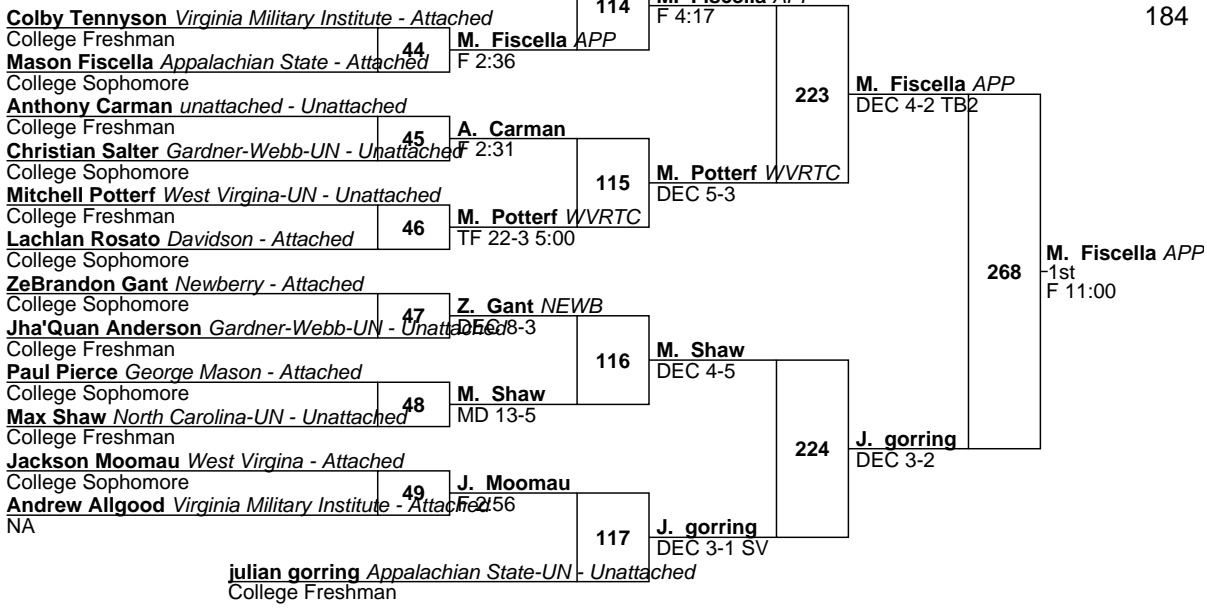 184
114
M. Fiscella APP
F 4:17
Colby Tennyson Virginia Military Institute - Attached
College Freshman
44
M. Fiscella APP
F 2:36
Mason Fiscella Appalachian State - Attached
College Sophomore
223
M. Fiscella APP
DEC 4-2 TB2
Anthony Carman unattached - Unattached
College Freshman
45
A. Carman
F 2:31
Christian Salter Gardner-Webb-UN - Unattached
College Sophomore
115
M. Potterf WVRTC
DEC 5-3
Mitchell Potterf West Virgina-UN - Unattached
College Freshman
46
M. Potterf WVRTC
TF 22-3 5:00
Lachlan Rosato Davidson - Attached
College Sophomore
268
M. Fiscella APP
1st
F 11:00
ZeBrandon Gant Newberry - Attached
College Sophomore
47
Z. Gant NEWB
DEC 8-3
Jha'Quan Anderson Gardner-Webb-UN - Unattached
College Freshman
116
M. Shaw
DEC 4-5
Paul Pierce George Mason - Attached
College Sophomore
48
M. Shaw
MD 13-5
Max Shaw North Carolina-UN - Unattached
College Freshman
224
J. gorring
DEC 3-2
Jackson Moomau West Virginia - Attached
College Sophomore
49
J. Moomau
F 2:56
Andrew Allgood Virginia Military Institute - Attached
NA
117
J. gorring
DEC 3-1 SV
julian gorring Appalachian State-UN - Unattached
College Freshman